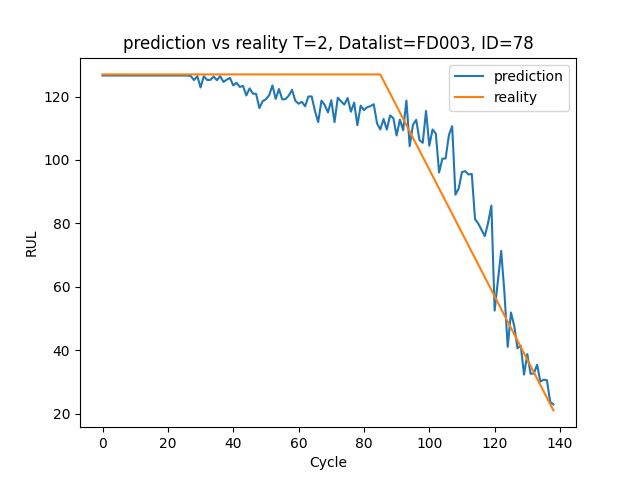 prediction vs reality T=2, Datalist=FD003, ID=78
prediction
reality
RUL
120
100
80
60
40
20
0 20 40 60 80 100 120 140
Cycle